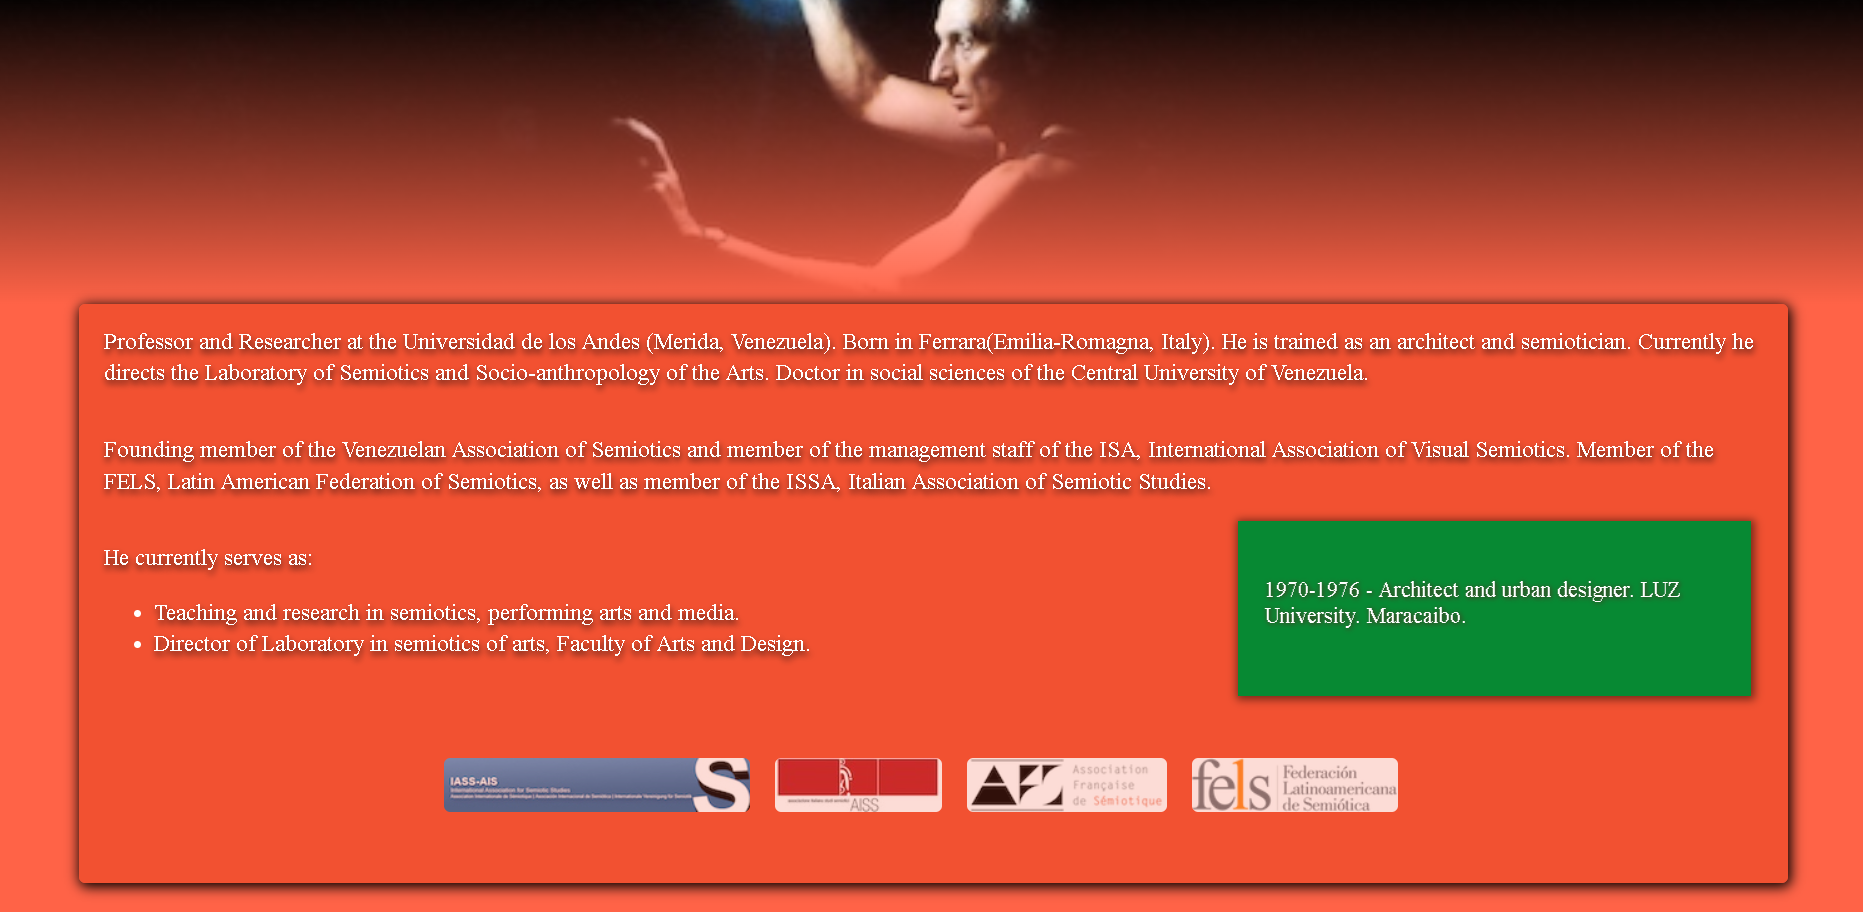 Professor and Researcher at the Universidad de los Andes (Merida, Venezuela). Born in Ferrara(Emilia-Romagna, Italy). He is trained as an architect and semiotician. Currently he
directs the Laboratory of Semiotics and Socio-anthropology of the Arts. Doctor in social sciences of the Central University of Venezuela.
Founding member of the Venezuelan Association of Semiotics and member of the management staff of the ISA, International Association of Visual Semiotics. Member of the
FELS, Latin American Federation of Semiotics, as well as member of the ISSA, Italian Association of Semiotic Studies.
He currently serves as:
• Teaching and research in semiotics, performing arts and media.
• Director of Laboratory in semiotics of arts, Faculty of Arts and Design.
1970-1976 - Architect and urban designer. LUZ
University. Maracaibo.
IASS-AIS
International Association for Semiotic Studies
S
AISS
AFS
Association
Française
de Sémiotique
fels
Federación
Latinoamericana
de Semiótica